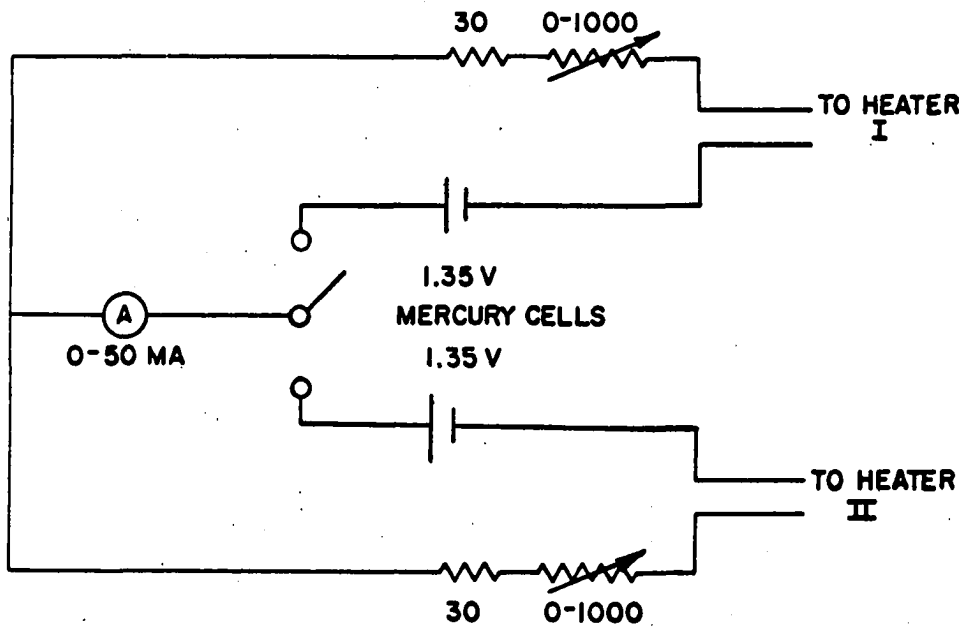 30 0-1000
TO HEATER
I
1.35 V
A
MERCURY CELLS
0-50 MA
1.35 V
TO HEATER
II
30 0-1000